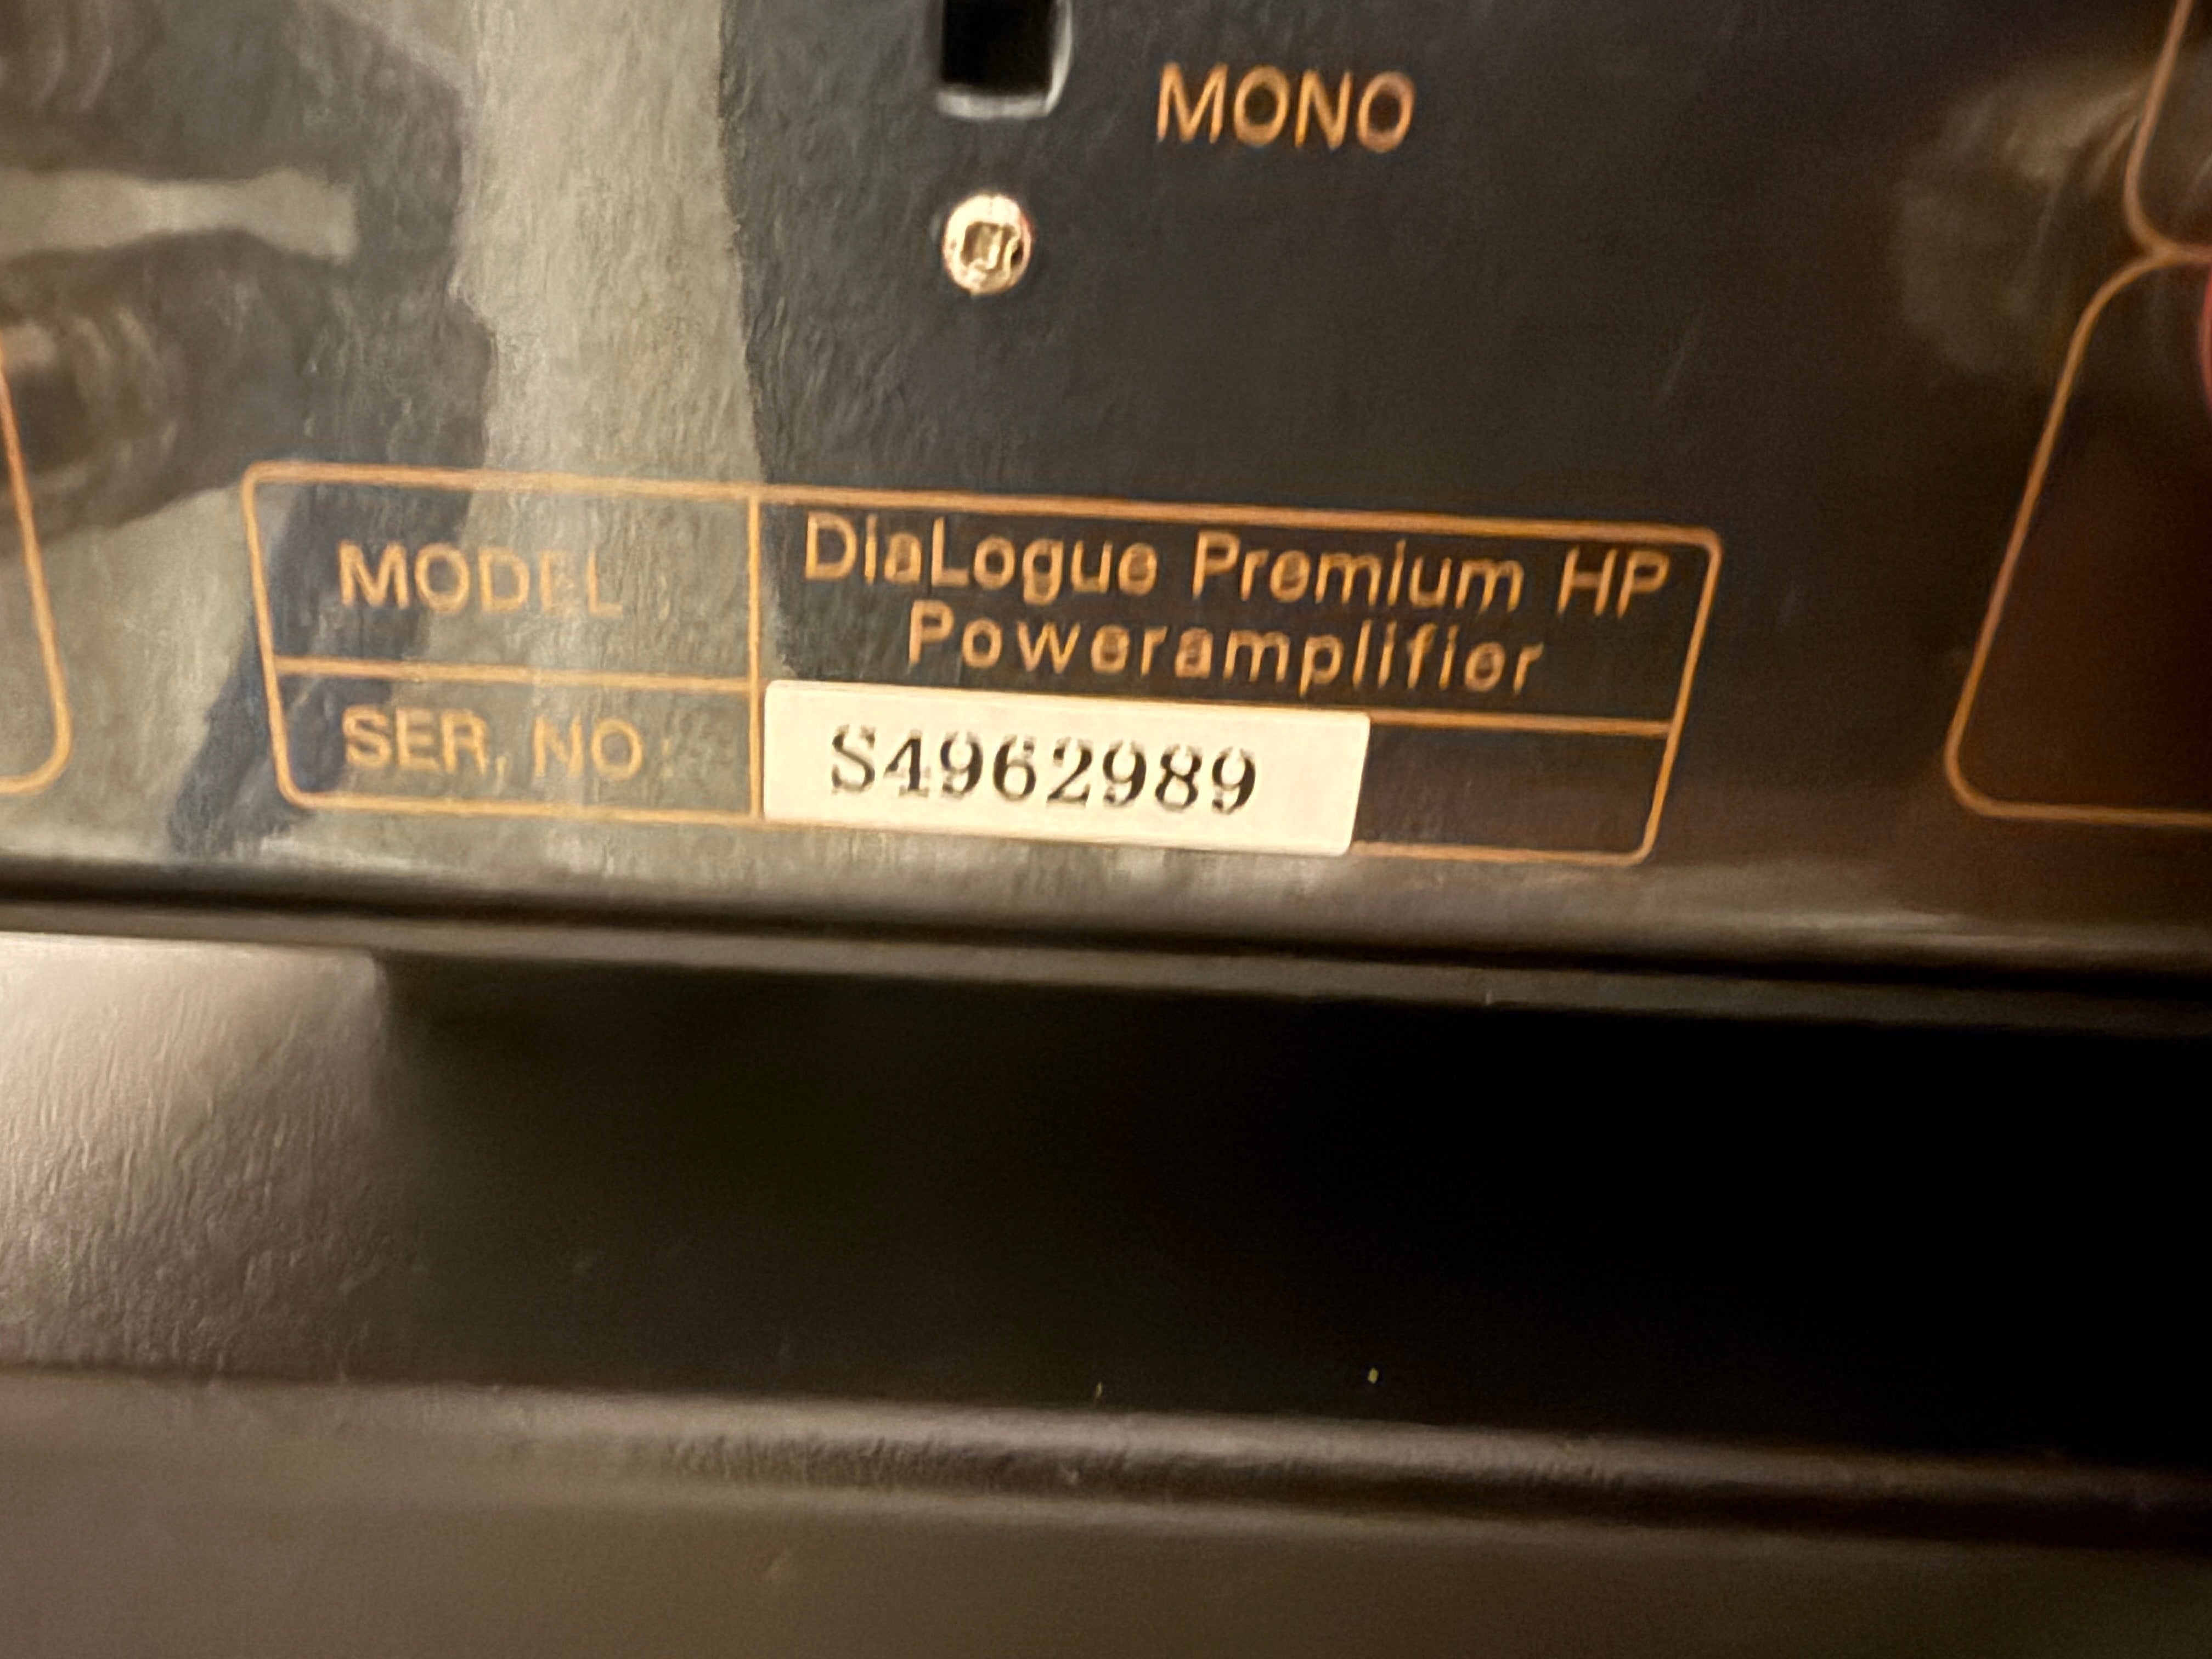 MONO
MODEL :
DiaLogue Premium HP
Poweramplifier
SER. NO :
S4962989